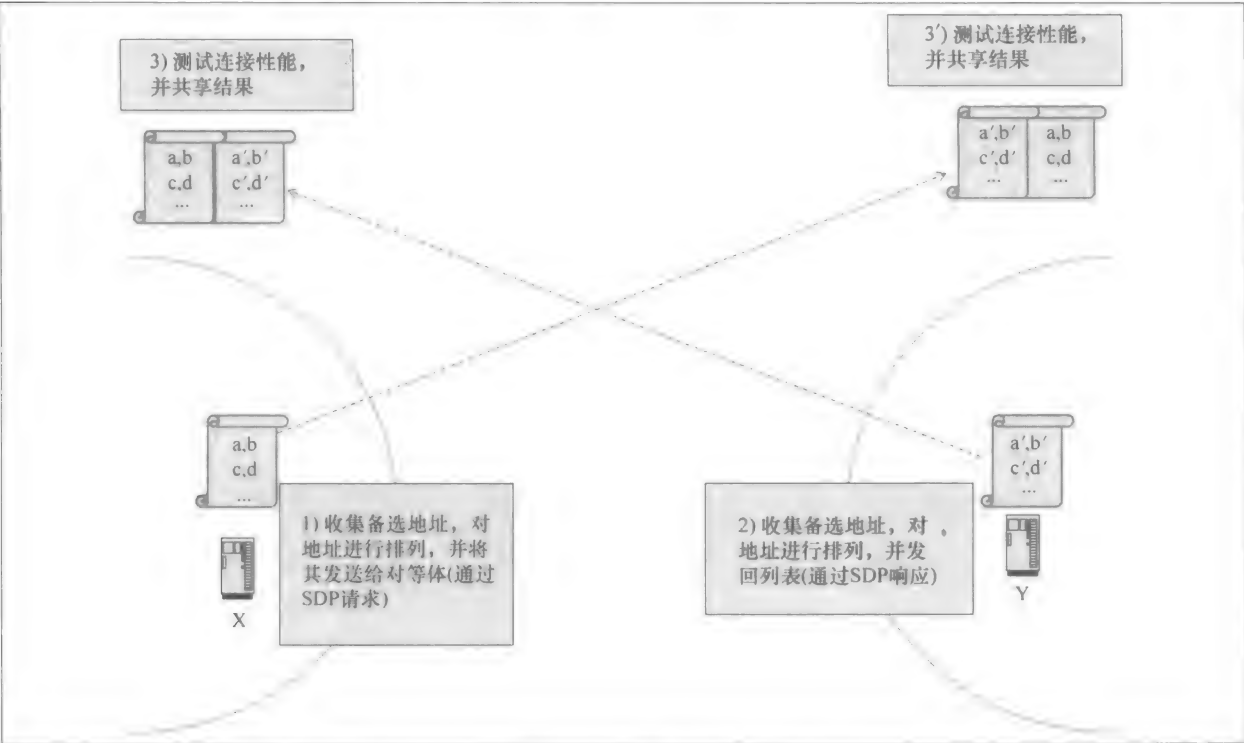 3) 测试连接性能，
并共享结果
3′) 测试连接性能，
并共享结果
a,b
c,d
...
a′,b′
c′,d′
...
a′,b′
c′,d′
...
a,b
c,d
...
a,b
c,d
...
a′,b′
c′,d′
...
1) 收集备选地址，对
地址进行排列，并将
其发送给对等体(通过
SDP请求)
2) 收集备选地址，对
地址进行排列，并发
回列表(通过SDP响应)
X
Y